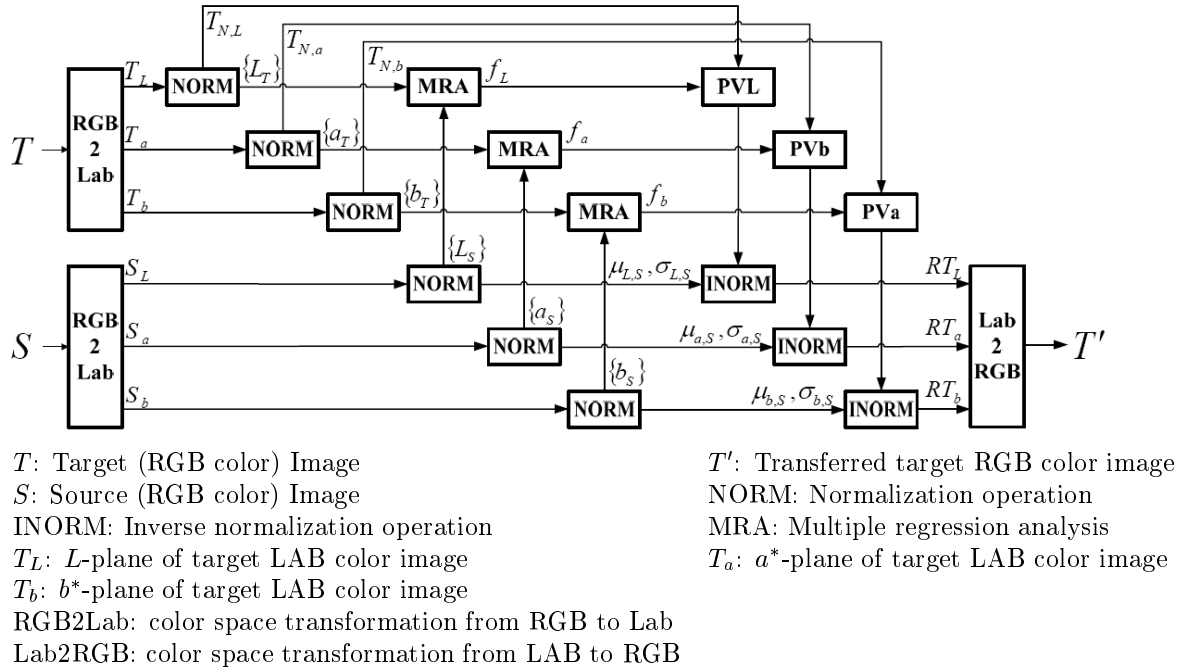 T_{N,L}
T_{N,a}
T_{N,b}
T_L NORM {L_T} MRA f_L PVL
RGB 2 Lab
T T_a NORM {a_T} MRA f_a PVb
T_b NORM {b_T} MRA f_b PVa
{L_S}
S_L NORM μ_{L,S}, σ_{L,S} INORM RT_L
{a_S}
RGB 2 Lab
S S_a NORM μ_{a,S}, σ_{a,S} INORM RT_a Lab 2 RGB T′
{b_S}
S_b NORM μ_{b,S}, σ_{b,S} INORM RT_b
T: Target (RGB color) Image T′: Transferred target RGB color image
S: Source (RGB color) Image NORM: Normalization operation
INORM: Inverse normalization operation MRA: Multiple regression analysis
T_L: L-plane of target LAB color image T_a: a*-plane of target LAB color image
T_b: b*-plane of target LAB color image
RGB2Lab: color space transformation from RGB to Lab
Lab2RGB: color space transformation from LAB to RGB